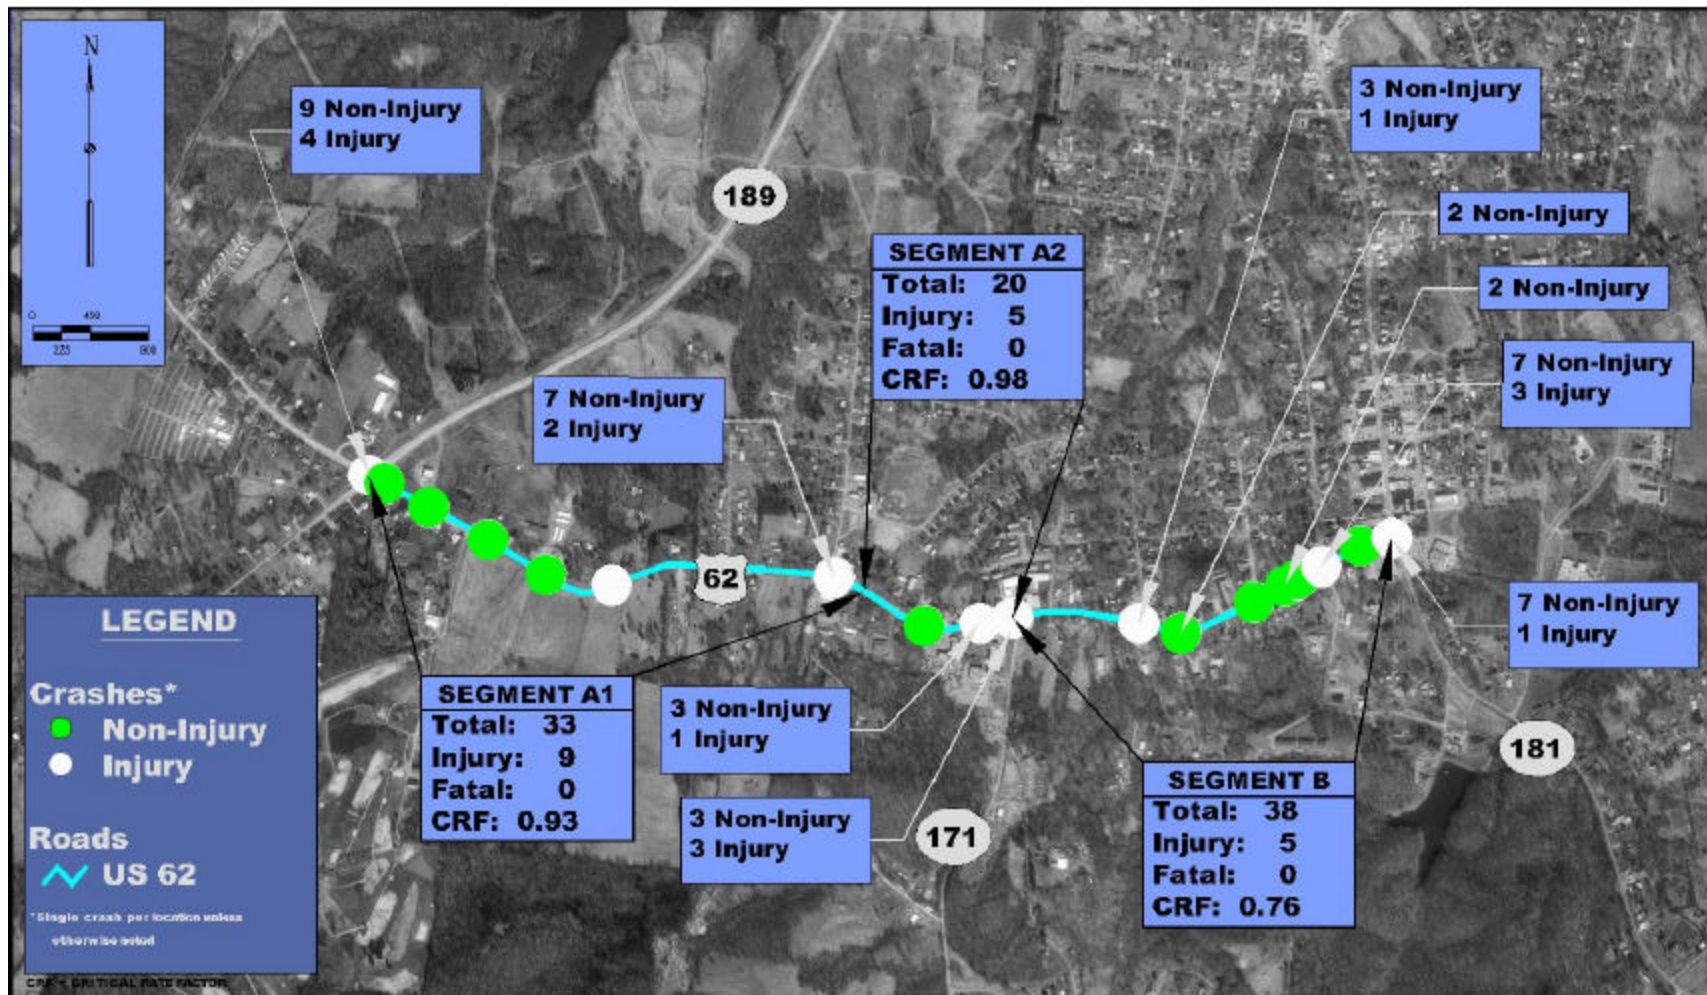 N
0 450
225 900
9 Non-Injury
4 Injury
189
3 Non-Injury
1 Injury
2 Non-Injury
SEGMENT A2
Total: 20
Injury: 5
Fatal: 0
CRF: 0.98
2 Non-Injury
7 Non-Injury
3 Injury
7 Non-Injury
2 Injury
62
7 Non-Injury
1 Injury
SEGMENT A1
Total: 33
Injury: 9
Fatal: 0
CRF: 0.93
3 Non-Injury
1 Injury
3 Non-Injury
3 Injury
171
181
SEGMENT B
Total: 38
Injury: 5
Fatal: 0
CRF: 0.76
LEGEND
Crashes*
Non-Injury
Injury
Roads
US 62
*Single crash per location unless
otherwise noted
CRF = CRITICAL RATE FACTOR